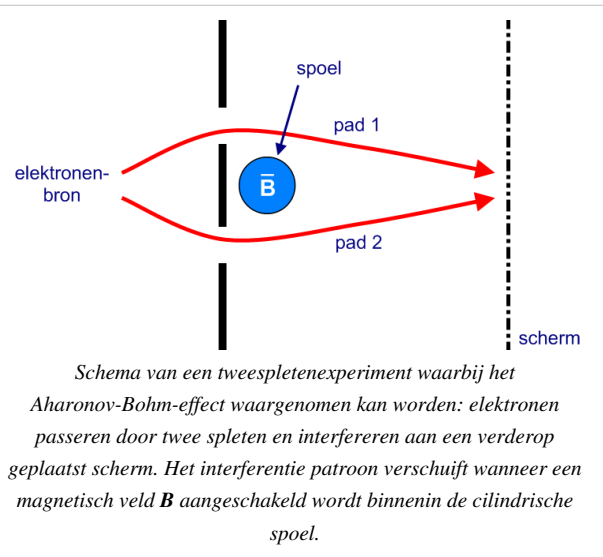 spoel
pad 1
elektronen-
bron
B̅
pad 2
scherm
Schema van een tweespletenexperiment waarbij het
Aharonov-Bohm-effect waargenomen kan worden: elektronen
passeren door twee spleten en interfereren aan een verderop
geplaatst scherm. Het interferentie patroon verschuift wanneer een
magnetisch veld B aangeschakeld wordt binnenin de cilindrische
spoel.